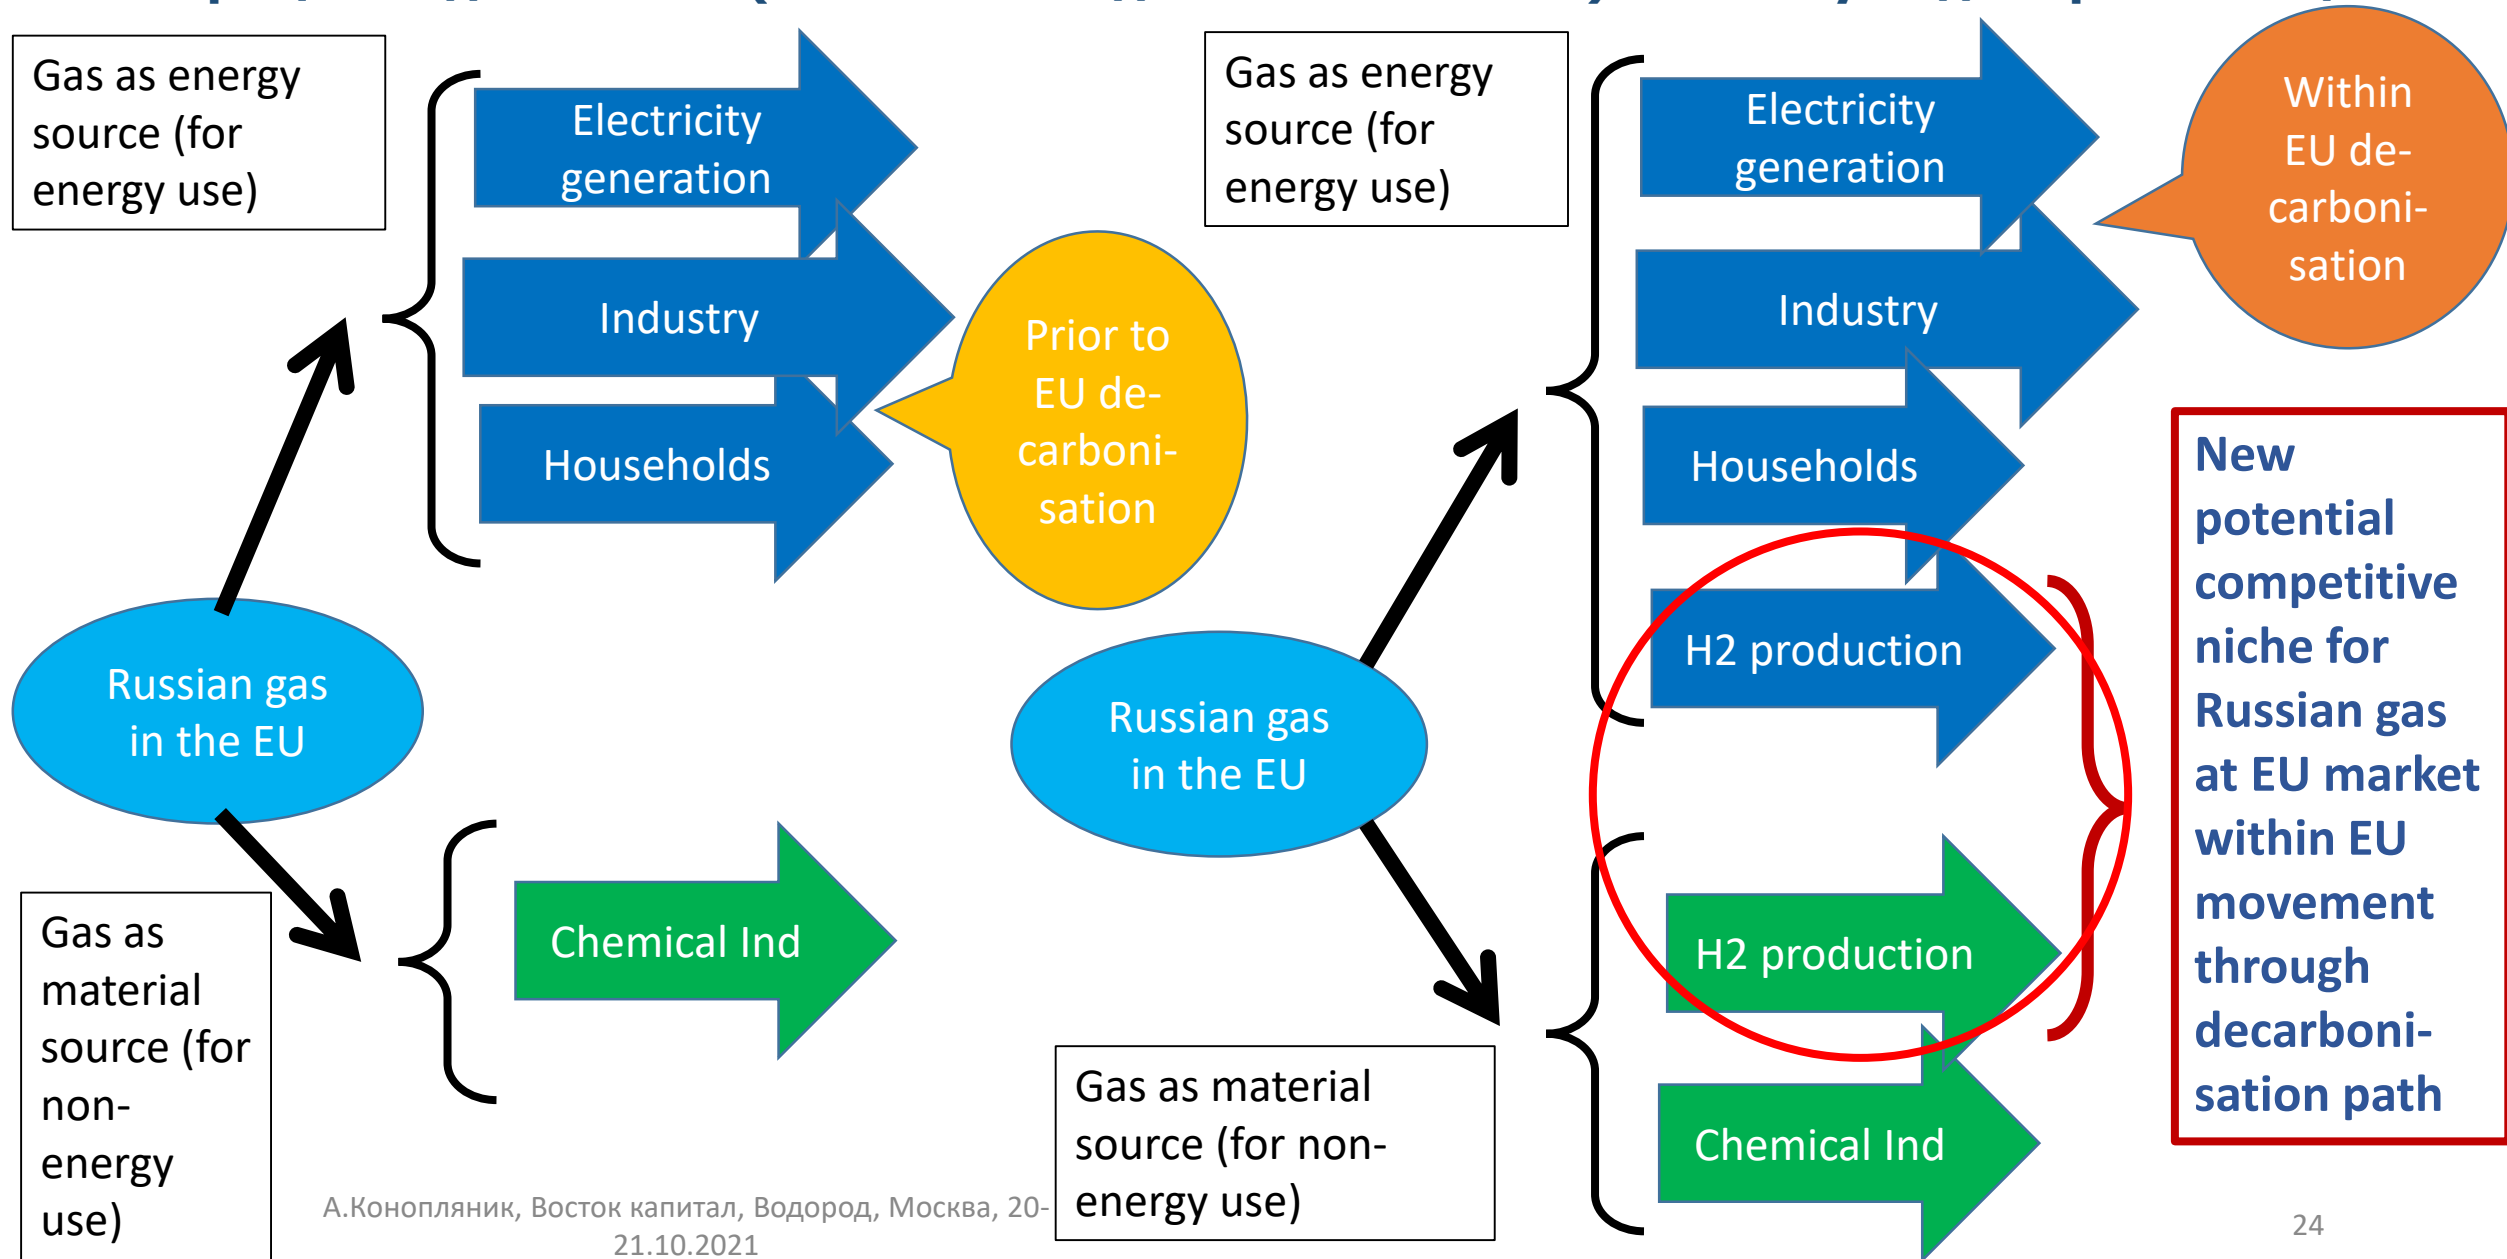 Gas as energy
source (for
energy use)
Electricity
generation
Industry
Households
Prior to
EU de-
carboni-
sation
Russian gas
in the EU
Gas as
material
source (for
non-
energy
use)
Chemical Ind
Gas as energy
source (for
energy use)
Electricity
generation
Industry
Households
H2 production
Within
EU de-
carboni-
sation
Russian gas
in the EU
H2 production
Chemical Ind
Gas as material
source (for non-
energy use)
New
potential
competitive
niche for
Russian gas
at EU market
within EU
movement
through
decarboni-
sation path
А.Конопляник, Восток капитал, Водород, Москва, 20-
21.10.2021
24